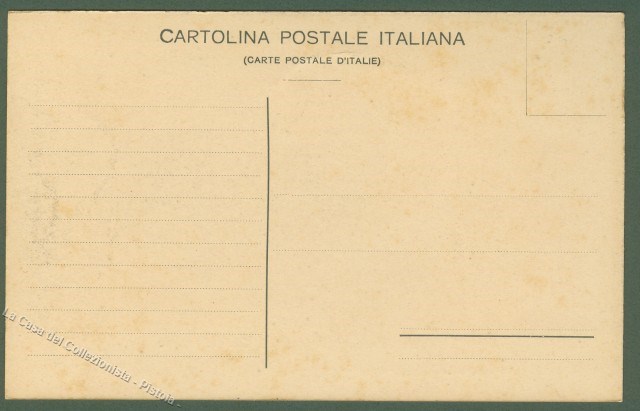 CARTOLINA POSTALE ITALIANA
(CARTE POSTALE D'ITALIE)
La Casa del Collezionista - Pistoia -